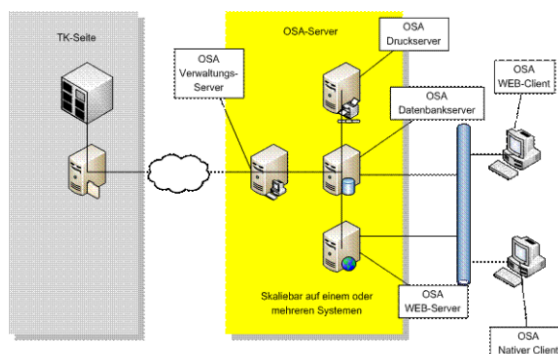 TK-Seite
OSA-Server
OSA
Druckserver
OSA
Verwaltungs-
Server
OSA
Datenbankserver
OSA
WEB-Client
Skaliebar auf einem oder
mehreren Systemen
OSA
WEB-Server
OSA
Nativer Client